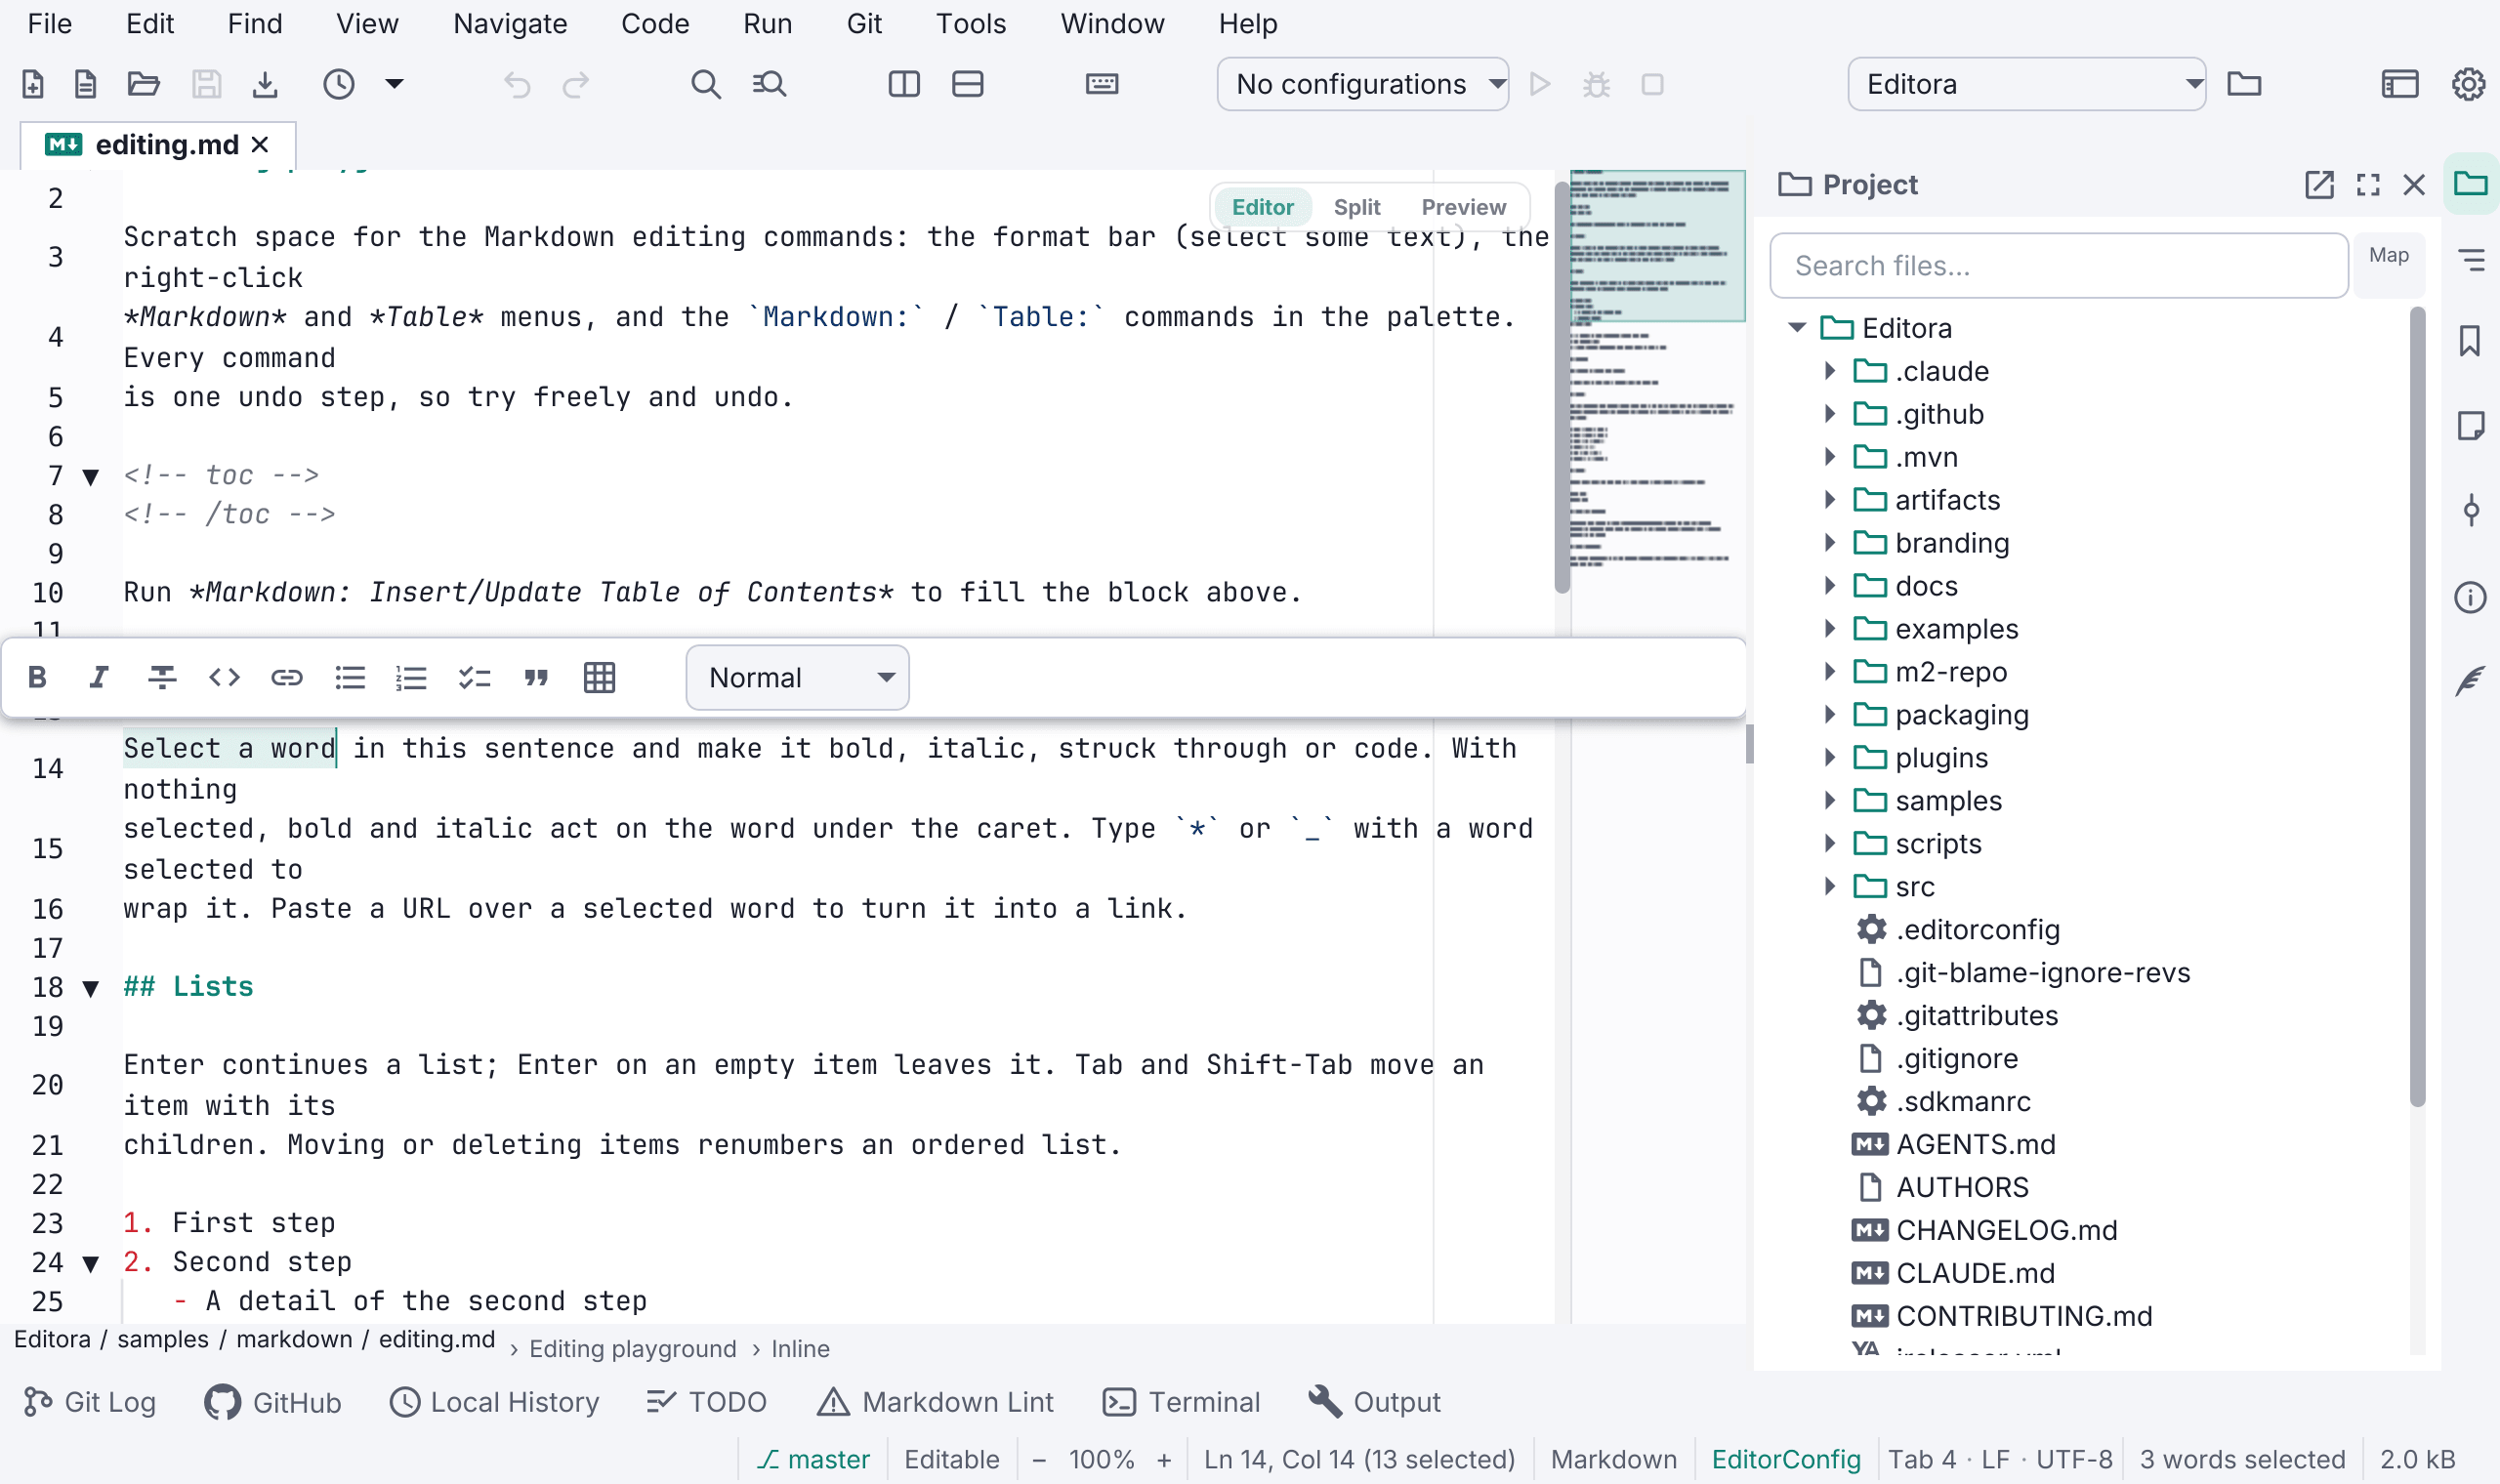 File Edit Find View Navigate Code Run Git Tools Window Help
No configurations
Editora
editing.md
Editor Split Preview
2
3 Scratch space for the Markdown editing commands: the format bar (select some text), the
right-click
4 *Markdown* and *Table* menus, and the `Markdown:` / `Table:` commands in the palette.
Every command
5 is one undo step, so try freely and undo.
6
7 <!-- toc -->
8 <!-- /toc -->
9
10 Run *Markdown: Insert/Update Table of Contents* to fill the block above.
11
Normal
14 Select a word in this sentence and make it bold, italic, struck through or code. With
nothing
15 selected, bold and italic act on the word under the caret. Type `*` or `_` with a word
selected to
16 wrap it. Paste a URL over a selected word to turn it into a link.
17
18 ## Lists
19
20 Enter continues a list; Enter on an empty item leaves it. Tab and Shift-Tab move an
item with its
21 children. Moving or deleting items renumbers an ordered list.
22
23 1. First step
24 2. Second step
25 - A detail of the second step
Project
Search files...
Map
Editora
.claude
.github
.mvn
artifacts
branding
docs
examples
m2-repo
packaging
plugins
samples
scripts
src
.editorconfig
.git-blame-ignore-revs
.gitattributes
.gitignore
.sdkmanrc
AGENTS.md
AUTHORS
CHANGELOG.md
CLAUDE.md
CONTRIBUTING.md
Editora / samples / markdown / editing.md › Editing playground › Inline
Git Log GitHub Local History TODO Markdown Lint Terminal Output
master Editable − 100% + Ln 14, Col 14 (13 selected) Markdown EditorConfig Tab 4 · LF · UTF-8 3 words selected 2.0 kB